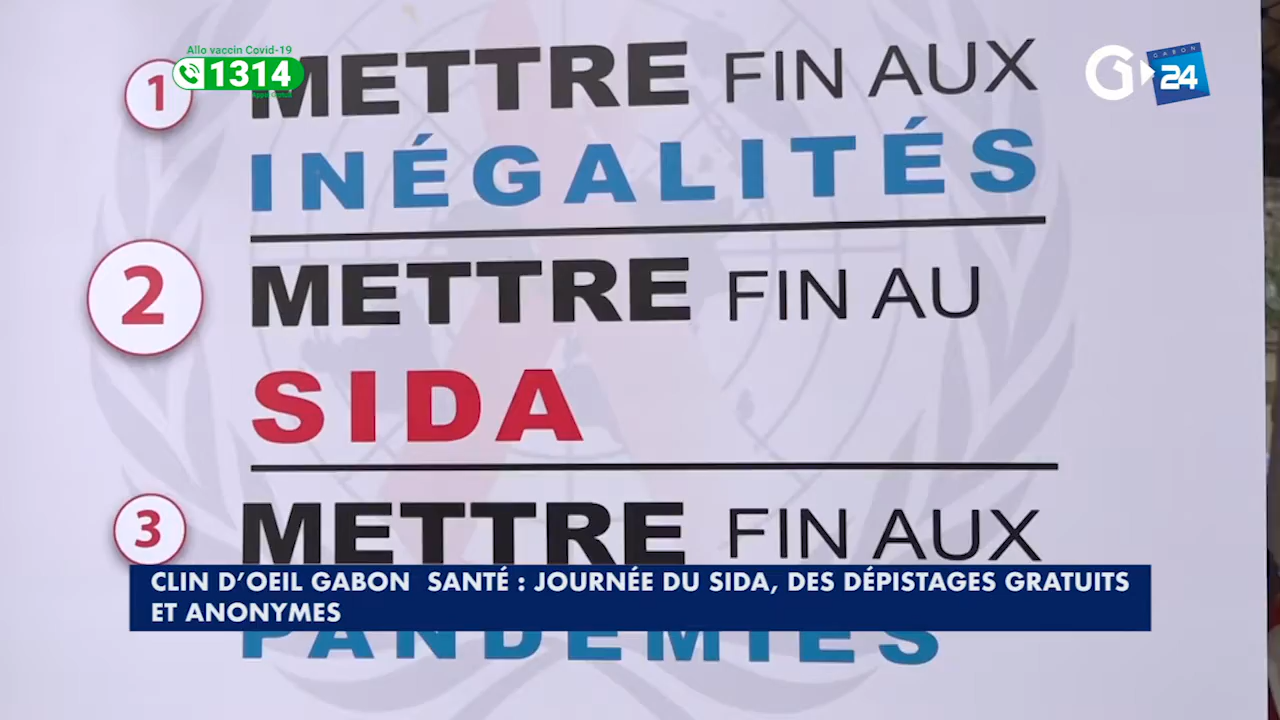 Allo vaccin Covid-19
1314
GABON
G 24
1
METTRE FIN AUX
INÉGALITÉS
2
METTRE FIN AU
SIDA
3
METTRE FIN AUX
PANDÉMIES
CLIN D'OEIL GABON SANTÉ : JOURNÉE DU SIDA, DES DÉPISTAGES GRATUITS
ET ANONYMES